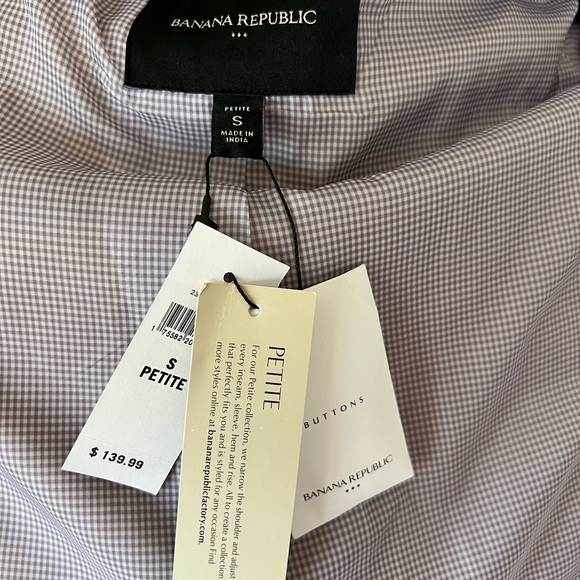 BANANA REPUBLIC
PETITE
S
MADE IN
INDIA
S
PETITE
$ 139.99
PETITE
For our Petite collection, we narrow the shoulder and adjust
every inseam, sleeve, hem and rise. All to create a collection
that perfectly fits you and is styled for any occasion Find
more styles online at bananarepublicfactory.com.
BUTTONS
BANANA REPUBLIC